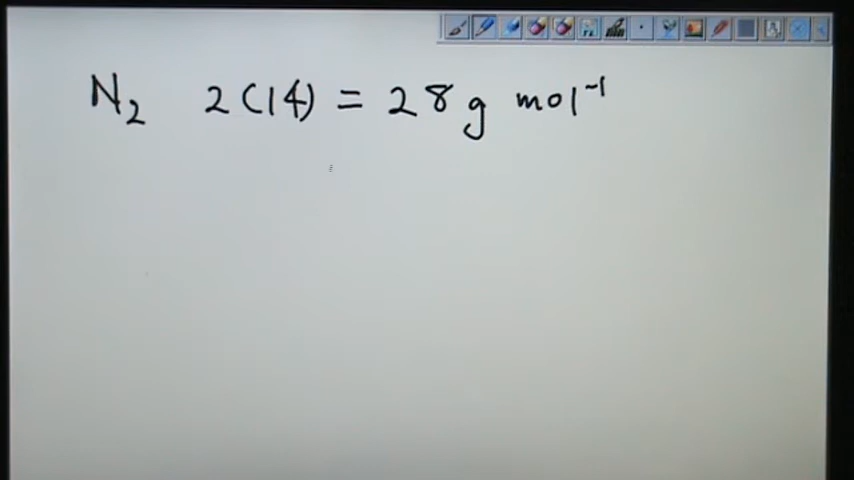 N₂ 2(14) = 28 g mol⁻¹